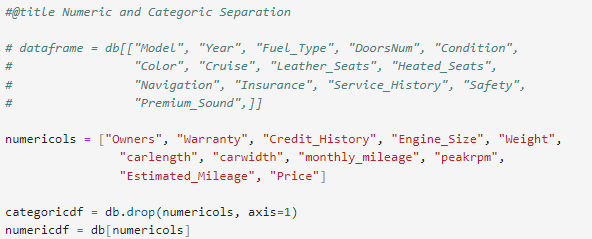 #@title Numeric and Categoric Separation
# dataframe = db[["Model", "Year", "Fuel_Type", "DoorsNum", "Condition",
#                 "Color", "Cruise", "Leather_Seats", "Heated_Seats",
#                 "Navigation", "Insurance", "Service_History", "Safety",
#                 "Premium_Sound",]]
numericols = ["Owners", "Warranty", "Credit_History", "Engine_Size", "Weight",
              "carlength", "carwidth", "monthly_mileage", "peakrpm",
              "Estimated_Mileage", "Price"]
categoricdf = db.drop(numericols, axis=1)
numericdf = db[numericols]